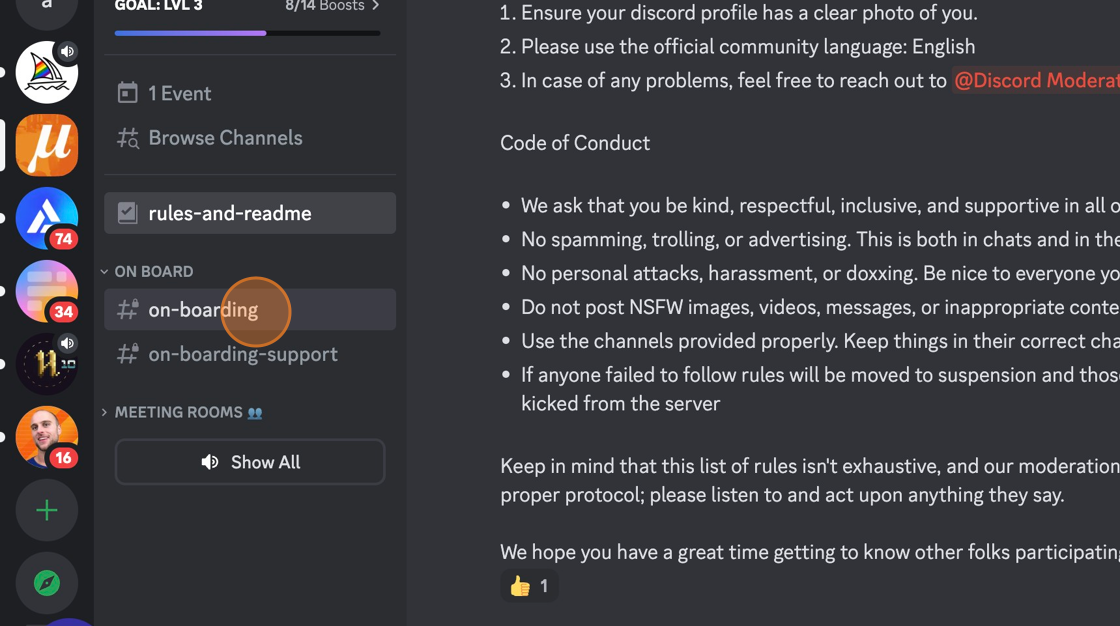 a
GOAL: LVL 3
8/14 Boosts
1 Event
Browse Channels
rules-and-readme
ON BOARD
on-boarding
on-boarding-support
MEETING ROOMS 👥
Show All
µ
74
34
16
1. Ensure your discord profile has a clear photo of you.
2. Please use the official community language: English
3. In case of any problems, feel free to reach out to @Discord Moderat
Code of Conduct
• We ask that you be kind, respectful, inclusive, and supportive in all o
• No spamming, trolling, or advertising. This is both in chats and in the
• No personal attacks, harassment, or doxxing. Be nice to everyone yo
• Do not post NSFW images, videos, messages, or inappropriate conte
• Use the channels provided properly. Keep things in their correct cha
• If anyone failed to follow rules will be moved to suspension and those
kicked from the server
Keep in mind that this list of rules isn't exhaustive, and our moderation
proper protocol; please listen to and act upon anything they say.
We hope you have a great time getting to know other folks participating
👍 1